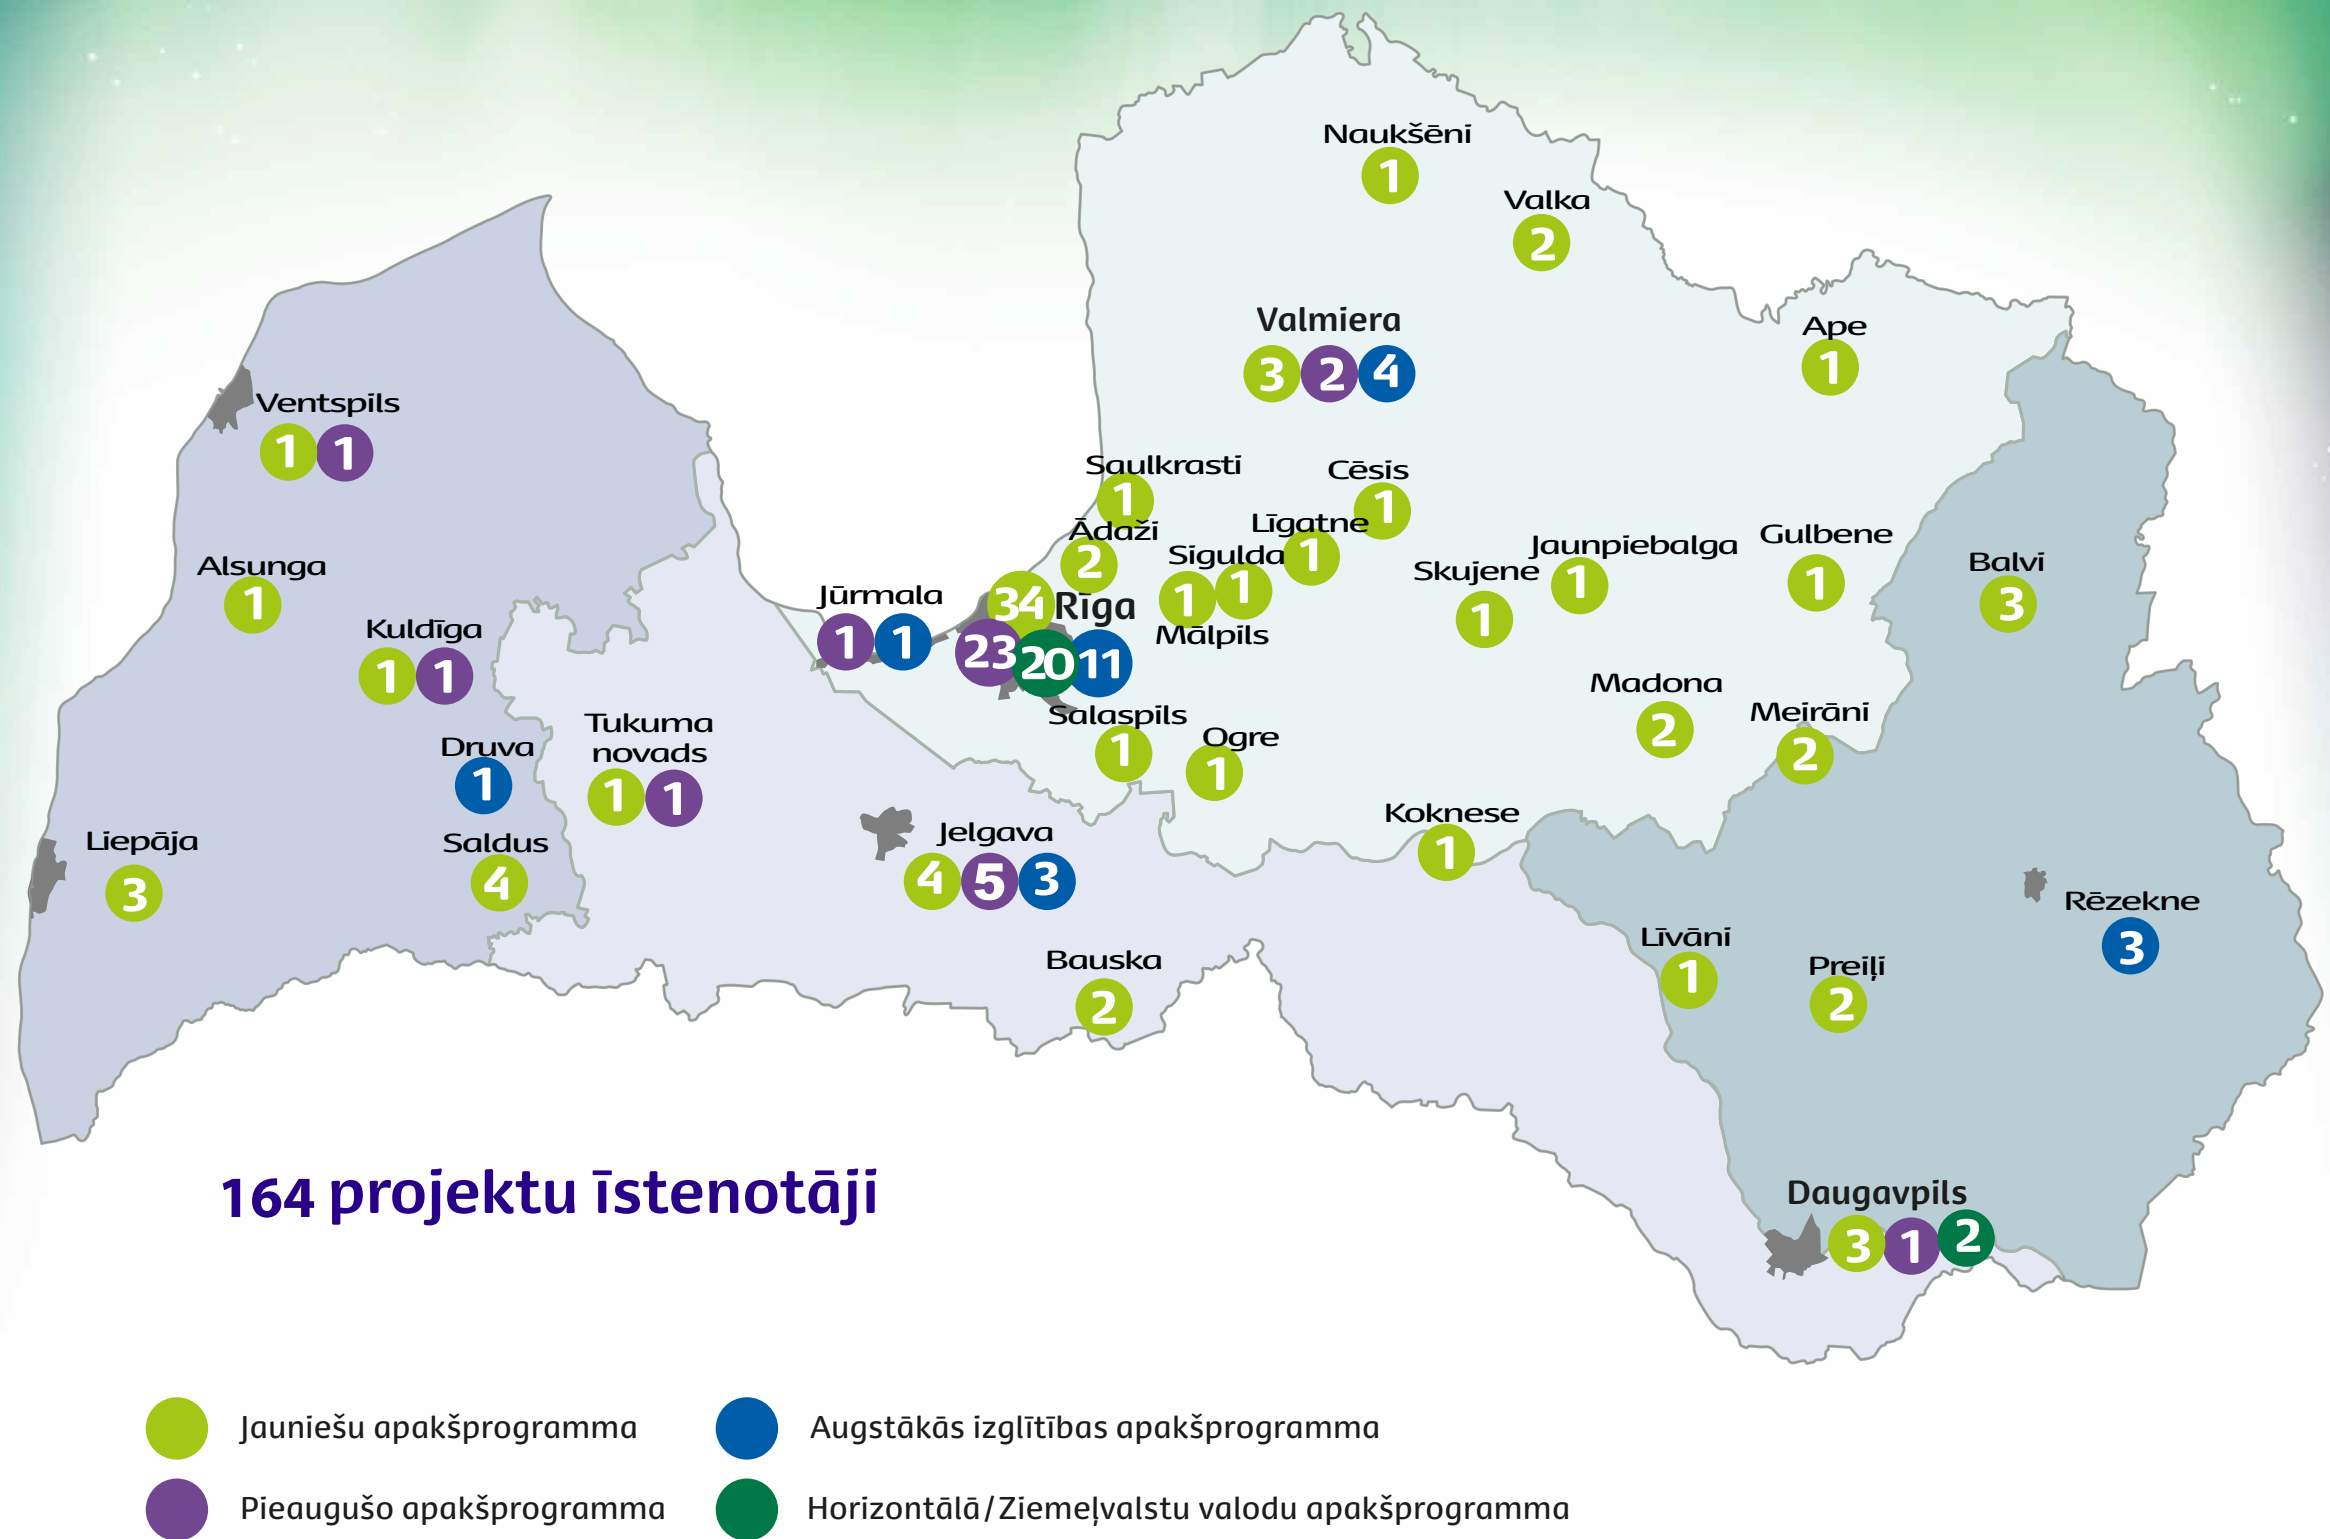 Naukšēni
1
Valka
2
Valmiera
3 2 4
Ape
1
Ventspils
1 1
Saulkrasti
1
Cēsis
1
Ādaži
2
Līgatne
1
Sigulda
1 1
Mālpils
Skujene
1
Jaunpiebalga
1
Gulbene
1
Balvi
3
Alsunga
1
Jūrmala
1 1
Rīga
34
23 20 11
Kuldīga
1 1
Druva
1
Tukuma
novads
1 1
Salaspils
1
Ogre
1
Madona
2
Meirāni
2
Liepāja
3
Saldus
4
Jelgava
4 5 3
Koknese
1
Rēzekne
3
Bauska
2
Līvāni
1
Preiļi
2
164 projektu īstenotāji
Daugavpils
3 1 2
Jauniešu apakšprogramma
Augstākās izglītības apakšprogramma
Pieaugušo apakšprogramma
Horizontālā/Ziemeļvalstu valodu apakšprogramma